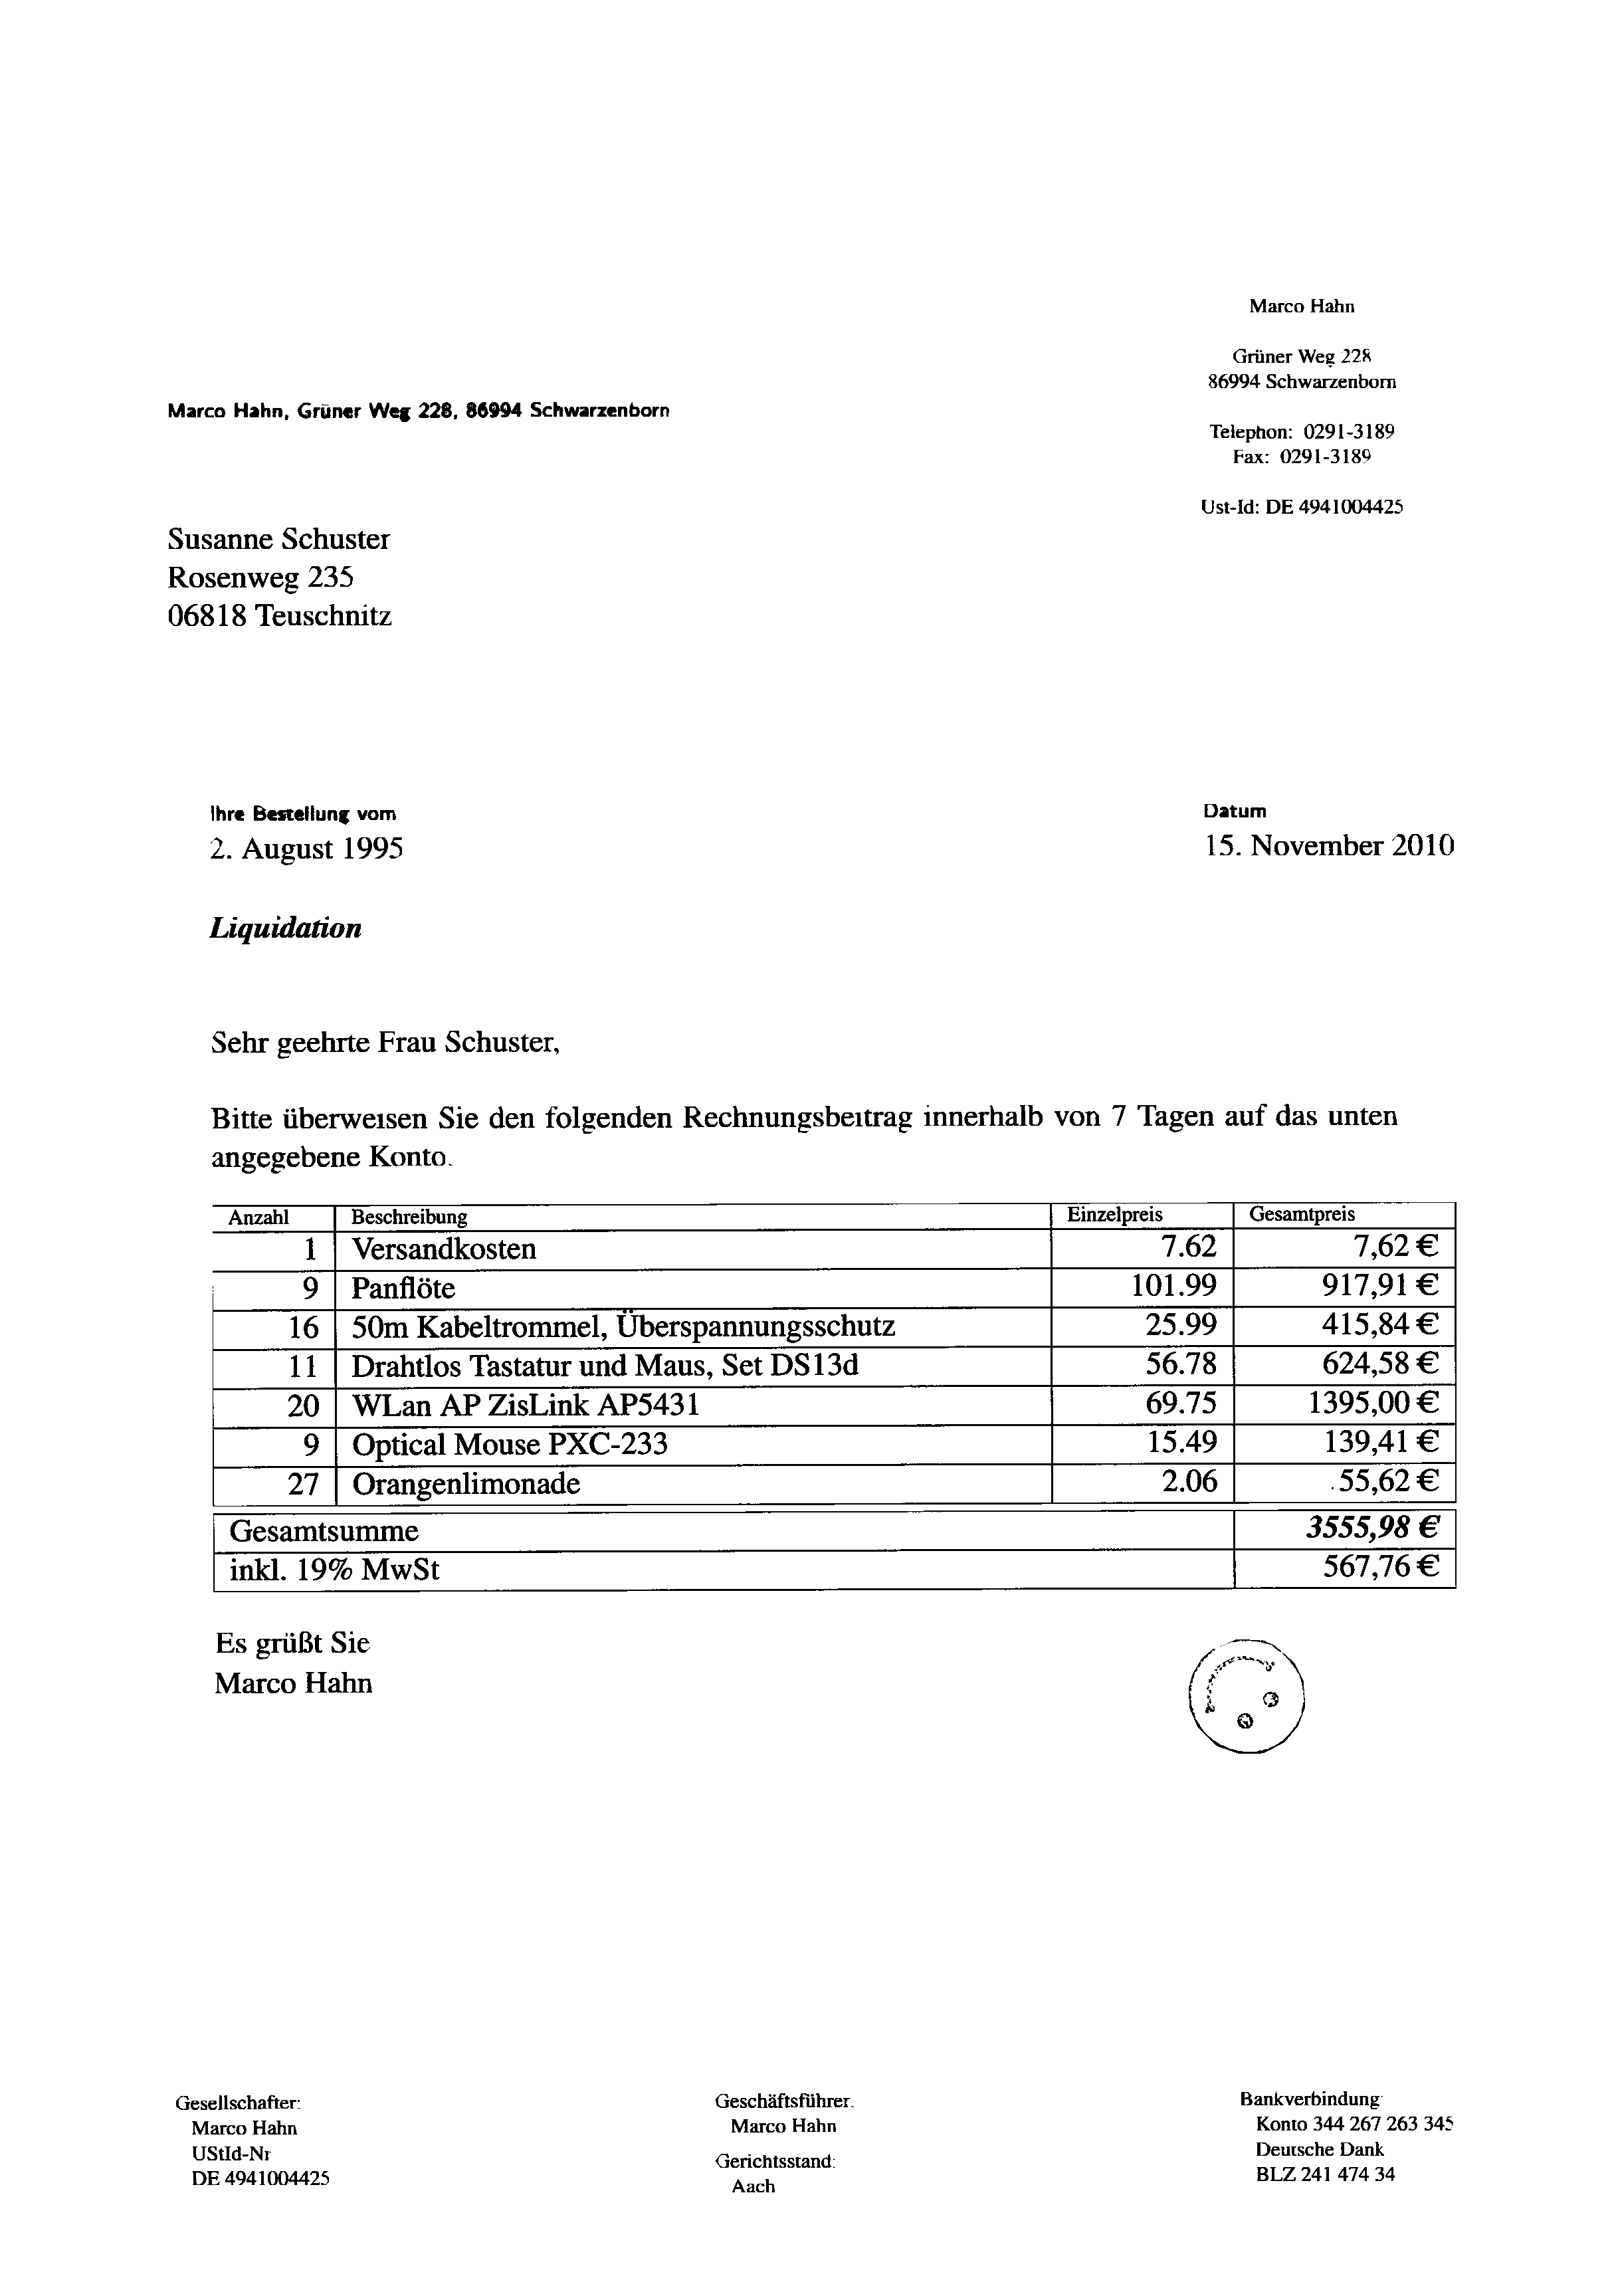 Marco Hahn
Grüner Weg 228
86994 Schwarzenborn
Marco Hahn, Grüner Weg 228, 86994 Schwarzenborn
Telephon: 0291-3189
Fax: 0291-3189
Ust-Id: DE 4941004425
Susanne Schuster
Rosenweg 235
06818 Teuschnitz
Ihre Bestellung vom Datum
2. August 1995 15. November 2010
Liquidation
Sehr geehrte Frau Schuster,
Bitte überweisen Sie den folgenden Rechnungsbeitrag innerhalb von 7 Tagen auf das unten
angegebene Konto.
Anzahl Beschreibung Einzelpreis Gesamtpreis
1 Versandkosten 7.62 7,62 €
9 Panflöte 101.99 917,91 €
16 50m Kabeltrommel, Überspannungsschutz 25.99 415,84 €
11 Drahtlos Tastatur und Maus, Set DS13d 56.78 624,58 €
20 WLan AP ZisLink AP5431 69.75 1395,00 €
9 Optical Mouse PXC-233 15.49 139,41 €
27 Orangenlimonade 2.06 55,62 €
Gesamtsumme 3555,98 €
inkl. 19% MwSt 567,76 €
Es grüßt Sie
Marco Hahn
Gesellschafter:
Marco Hahn
UStId-Nr
DE 4941004425
Geschäftsführer.
Marco Hahn
Gerichtsstand:
Aach
Bankverbindung
Konto 344 267 263 345
Deutsche Dank
BLZ 241 474 34